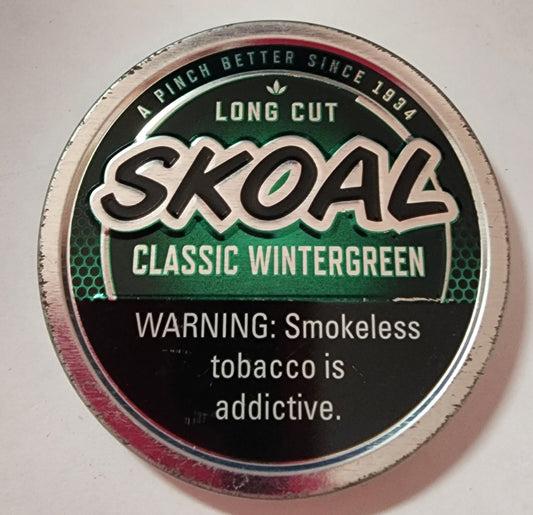 A PINCH BETTER SINCE 1934
LONG CUT
SKOAL
CLASSIC WINTERGREEN
WARNING: Smokeless
tobacco is
addictive.